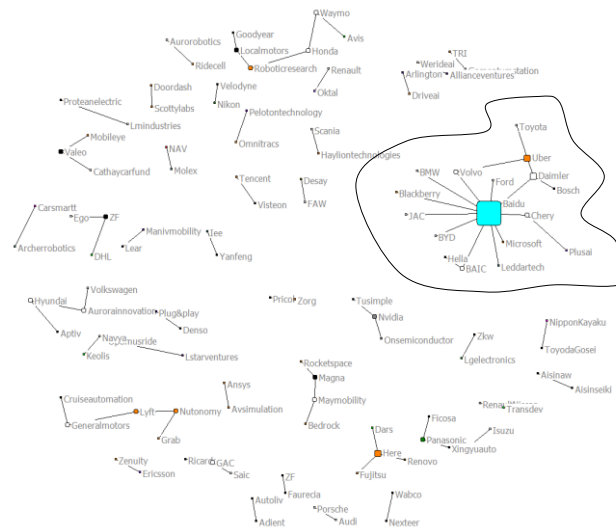 Waymo
Goodyear
Avis
Aurorobotics
Localmotors
Honda
TRI
Ridecell
Roboticresearch
Werideai
Renault
Arlington
Allianceventures
Doordash
Velodyne
Oktal
Driveai
Proteanelectric
Scottylabs
Nikon
Pelotontechnology
Toyota
Lmindustries
Scania
Mobileye
Omnitracs
Valeo
NAV
Hayliontechnologies
Uber
Cathaycarfund
Molex
BMW
Volvo
Daimler
Tencent
Desay
Ford
Bosch
Blackberry
Carsmartt
Visteon
FAW
Baidu
Ego
ZF
JAC
Chery
Manivmobility
Iee
BYD
Microsoft
Archerrobotics
DHL
Lear
Yanfeng
Hella
Plusai
BAIC
Leddartech
Volkswagen
Hyundai
Pricol
Zorg
Tusimple
Aurorainnovation
Plug&play
Nvidia
NipponKayaku
Aptiv
Denso
Navya
Onsemiconductor
Zkw
Keolis
Lstarventures
Lgelectronics
ToyodaGosei
Rocketspace
Aisinaw
Ansys
Magna
Aisinseiki
Cruiseautomation
Maymobility
Lyft
Nutonomy
Avsimulation
Transdev
Generalmotors
Bedrock
Dars
Ficosa
Grab
Panasonic
Isuzu
Here
Xingyuauto
Zenuity
Ricardo
GAC
Renovo
Ericsson
Saic
ZF
Fujitsu
Faurecia
Autoliv
Wabco
Porsche
Adient
Audi
Nexteer